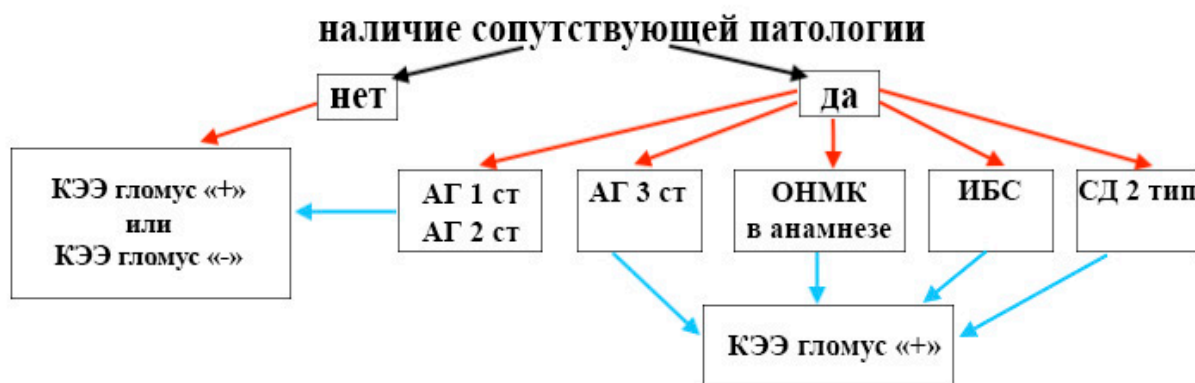 наличие сопутствующей патологии
нет
да
КЭЭ гломус «+»
или
КЭЭ гломус «-»
АГ 1 ст
АГ 2 ст
АГ 3 ст
ОНМК
в анамнезе
ИБС
СД 2 тип
КЭЭ гломус «+»